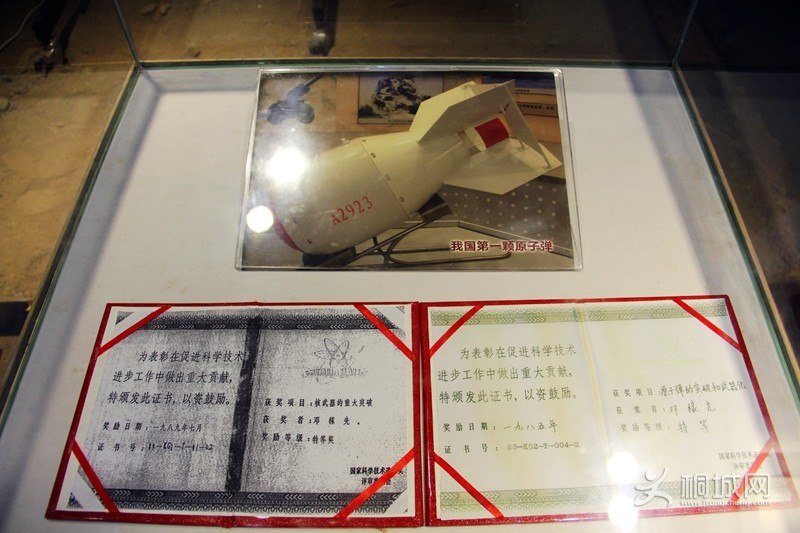 A2923
我国第一颗原子弹
为表彰在促进科学技术
进步工作中做出重大贡献，
特颁发此证书，以资鼓励。
奖励日期：一九八九年七月
证书号：
获奖项目：核武器的重大突破
获奖者：邓稼先。
奖励等级：特等奖
国家科学技术
评审
为表彰在促进科学技术
进步工作中做出重大贡献，
特颁发此证书，以资鼓励。
奖励日期：一九八五年
证书号：85-KG2-T-004-2
获奖项目：原子弹的突破和武器化
获奖者：邓稼先
奖励等级：特等
国家科学技术
评审
桐城网